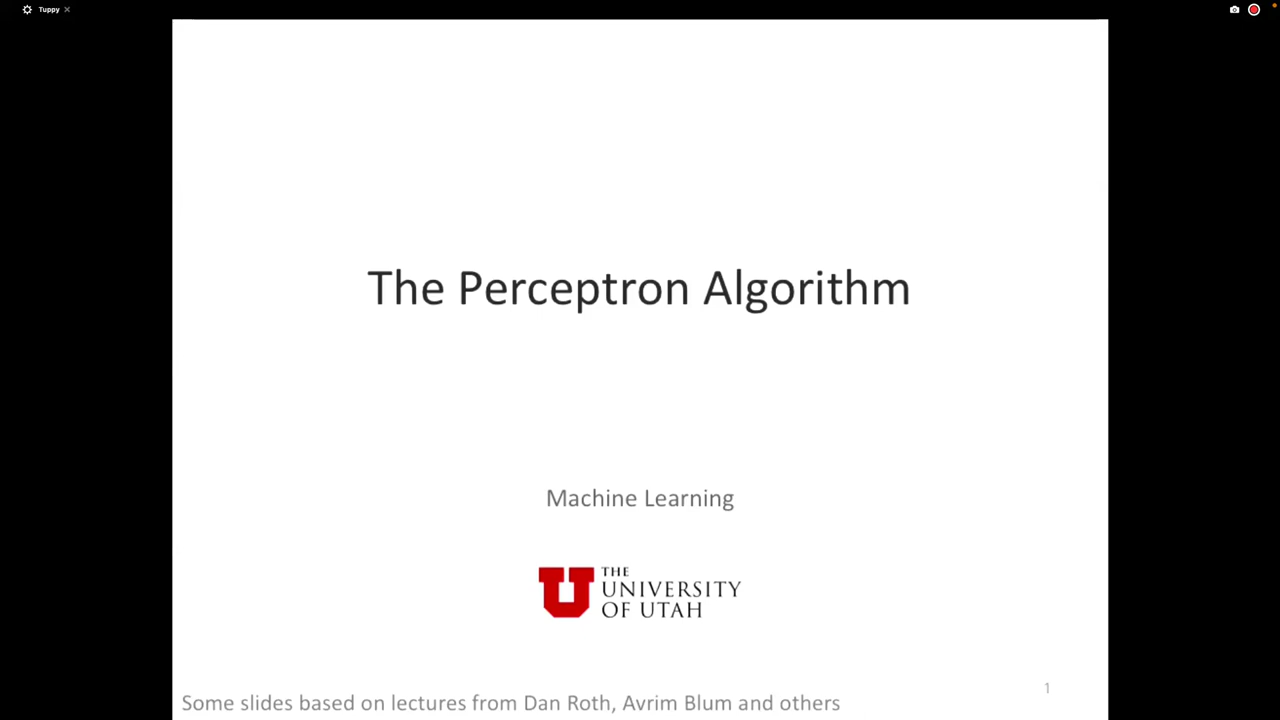 Tuppy
The Perceptron Algorithm
Machine Learning
THE
UNIVERSITY
OF UTAH
1
Some slides based on lectures from Dan Roth, Avrim Blum and others